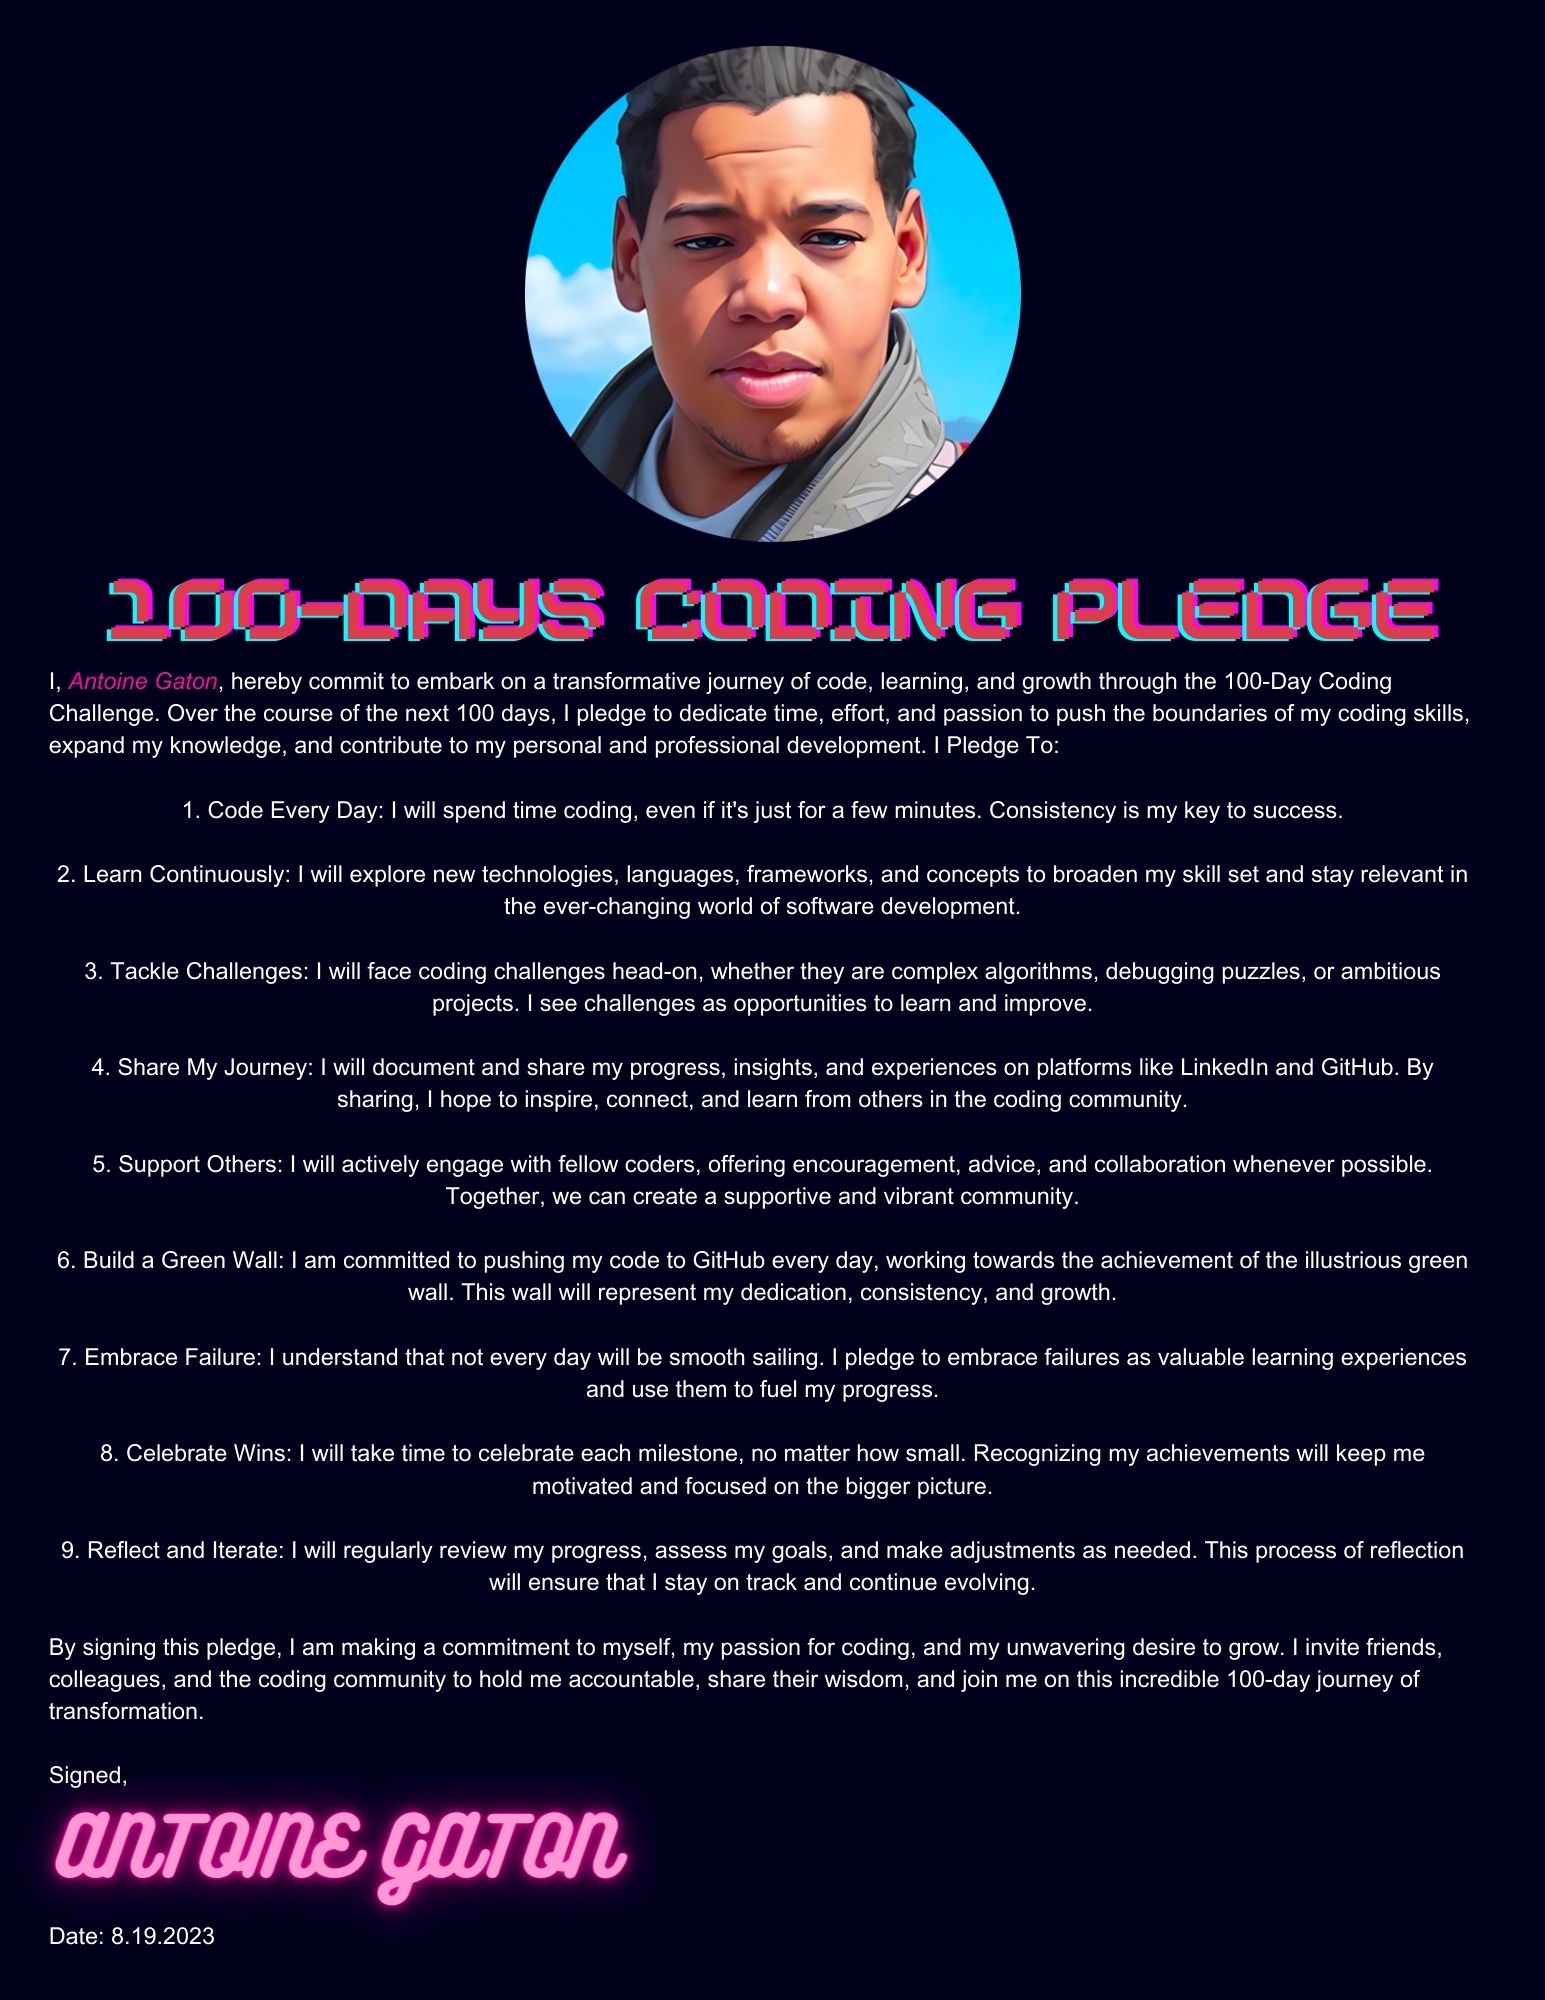 100-DAYS CODING PLEDGE
I, Antoine Gaton, hereby commit to embark on a transformative journey of code, learning, and growth through the 100-Day Coding
Challenge. Over the course of the next 100 days, I pledge to dedicate time, effort, and passion to push the boundaries of my coding skills,
expand my knowledge, and contribute to my personal and professional development. I Pledge To:
1. Code Every Day: I will spend time coding, even if it's just for a few minutes. Consistency is my key to success.
2. Learn Continuously: I will explore new technologies, languages, frameworks, and concepts to broaden my skill set and stay relevant in
the ever-changing world of software development.
3. Tackle Challenges: I will face coding challenges head-on, whether they are complex algorithms, debugging puzzles, or ambitious
projects. I see challenges as opportunities to learn and improve.
4. Share My Journey: I will document and share my progress, insights, and experiences on platforms like LinkedIn and GitHub. By
sharing, I hope to inspire, connect, and learn from others in the coding community.
5. Support Others: I will actively engage with fellow coders, offering encouragement, advice, and collaboration whenever possible.
Together, we can create a supportive and vibrant community.
6. Build a Green Wall: I am committed to pushing my code to GitHub every day, working towards the achievement of the illustrious green
wall. This wall will represent my dedication, consistency, and growth.
7. Embrace Failure: I understand that not every day will be smooth sailing. I pledge to embrace failures as valuable learning experiences
and use them to fuel my progress.
8. Celebrate Wins: I will take time to celebrate each milestone, no matter how small. Recognizing my achievements will keep me
motivated and focused on the bigger picture.
9. Reflect and Iterate: I will regularly review my progress, assess my goals, and make adjustments as needed. This process of reflection
will ensure that I stay on track and continue evolving.
By signing this pledge, I am making a commitment to myself, my passion for coding, and my unwavering desire to grow. I invite friends,
colleagues, and the coding community to hold me accountable, share their wisdom, and join me on this incredible 100-day journey of
transformation.
Signed,
ANTOINE GATON
Date: 8.19.2023